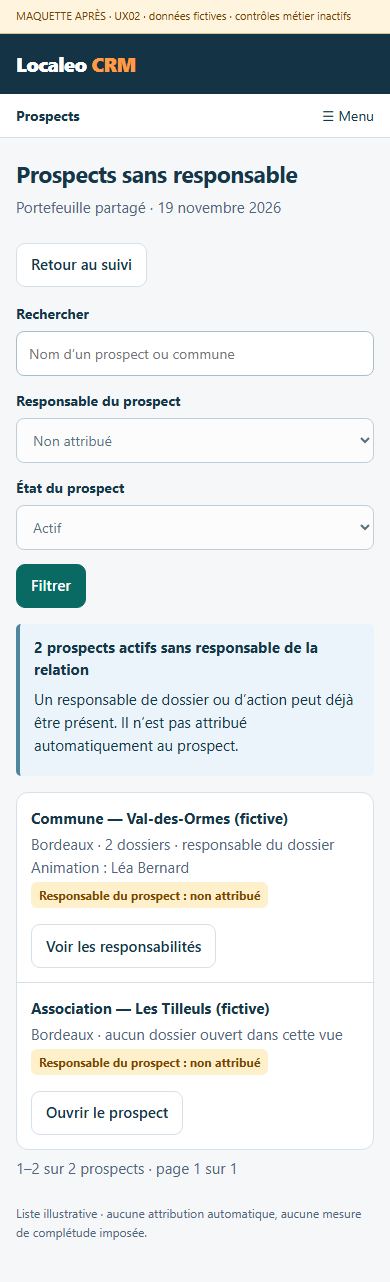 MAQUETTE APRÈS · UX02 · données fictives · contrôles métier inactifs
Localeo CRM
Prospects
☰ Menu
Prospects sans responsable
Portefeuille partagé · 19 novembre 2026
Retour au suivi
Rechercher
Nom d’un prospect ou commune
Responsable du prospect
Non attribué
État du prospect
Actif
Filtrer
2 prospects actifs sans responsable de la
relation
Un responsable de dossier ou d’action peut déjà
être présent. Il n’est pas attribué
automatiquement au prospect.
Commune — Val-des-Ormes (fictive)
Bordeaux · 2 dossiers · responsable du dossier
Animation : Léa Bernard
Responsable du prospect : non attribué
Voir les responsabilités
Association — Les Tilleuls (fictive)
Bordeaux · aucun dossier ouvert dans cette vue
Responsable du prospect : non attribué
Ouvrir le prospect
1–2 sur 2 prospects · page 1 sur 1
Liste illustrative · aucune attribution automatique, aucune mesure
de complétude imposée.